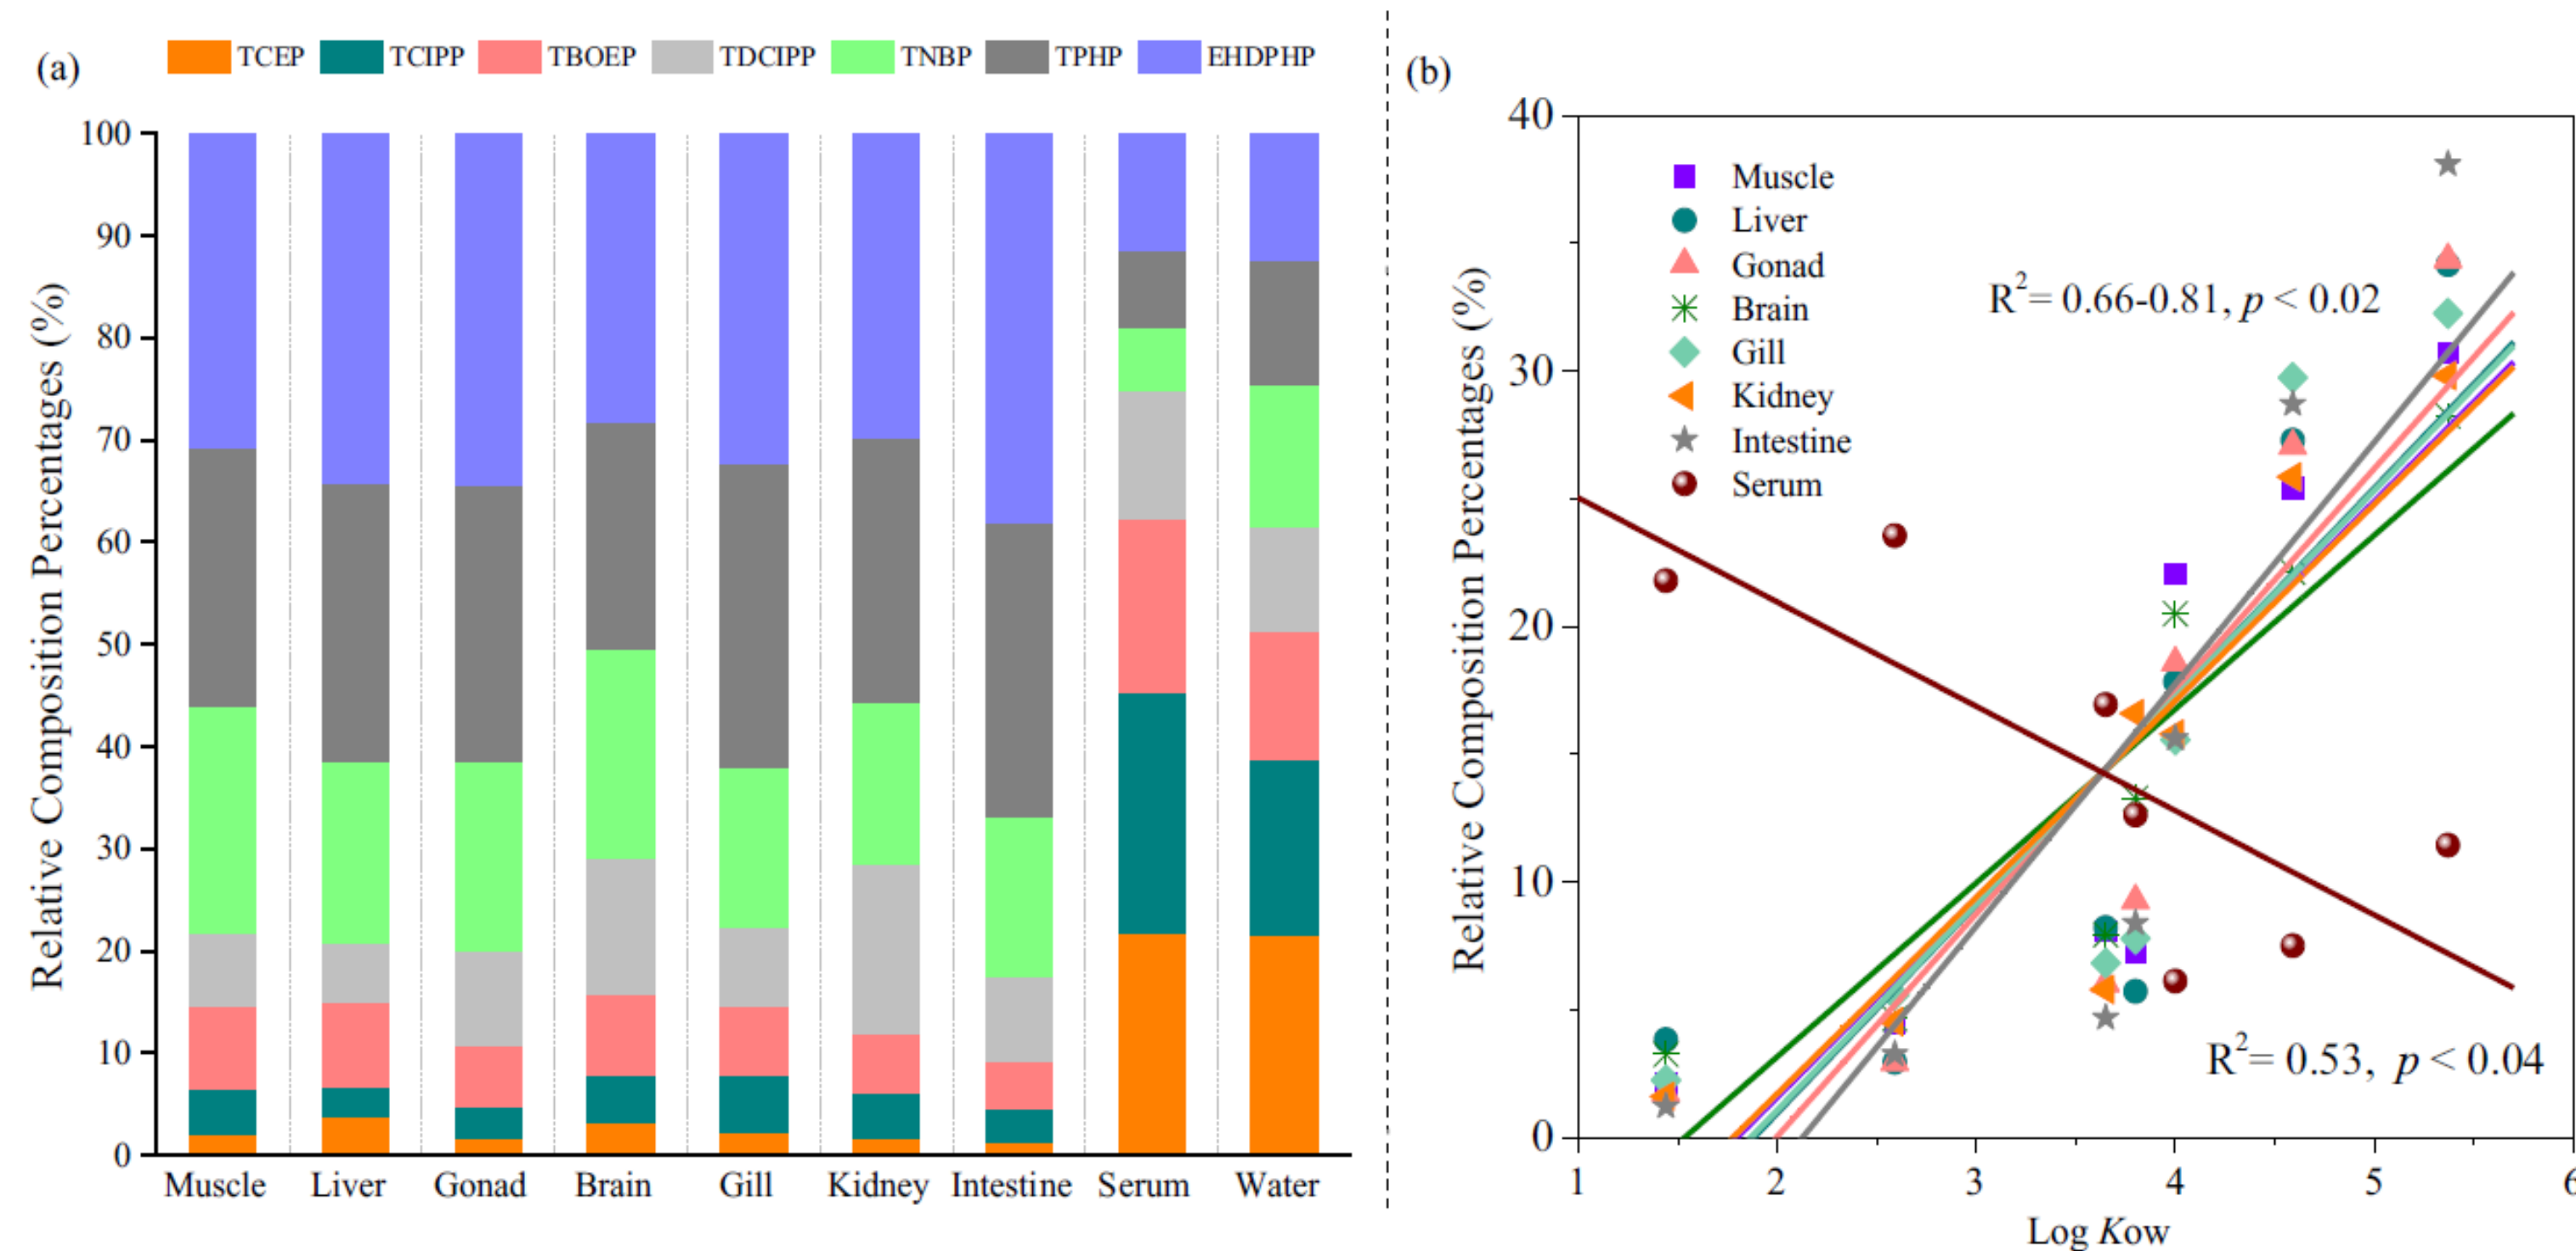 (a)
TCEP TCIPP TBOEP TDCIPP TNBP TPHP EHDPHP
Relative Composition Percentages (%)
100
90
80
70
60
50
40
30
20
10
0
Muscle Liver Gonad Brain Gill Kidney Intestine Serum Water
(b)
Relative Composition Percentages (%)
40
30
20
10
0
Muscle
Liver
Gonad
Brain
Gill
Kidney
Intestine
Serum
R²= 0.66-0.81, p < 0.02
R²= 0.53, p < 0.04
1 2 3 4 5 6
Log Kow